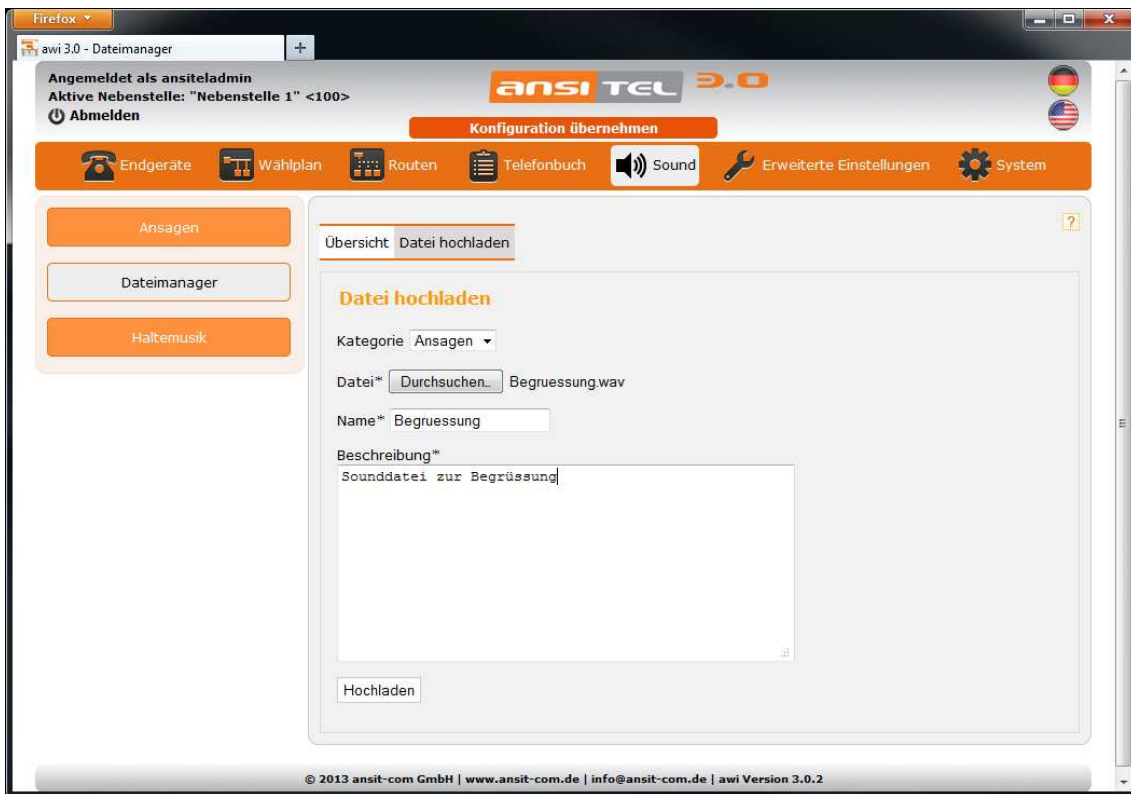 Firefox
awi 3.0 - Dateimanager
Angemeldet als ansiteladmin
Aktive Nebenstelle: "Nebenstelle 1" <100>
Abmelden
ansi TEL 3.0
Konfiguration übernehmen
Endgeräte Wählplan Routen Telefonbuch Sound Erweiterte Einstellungen System
Ansagen
Dateimanager
Haltemusik
?
Übersicht Datei hochladen
Datei hochladen
Kategorie Ansagen
Datei* Durchsuchen... Begruessung.wav
Name* Begruessung
Beschreibung*
Sounddatei zur Begrüssung
Hochladen
© 2013 ansit-com GmbH | www.ansit-com.de | info@ansit-com.de | awi Version 3.0.2